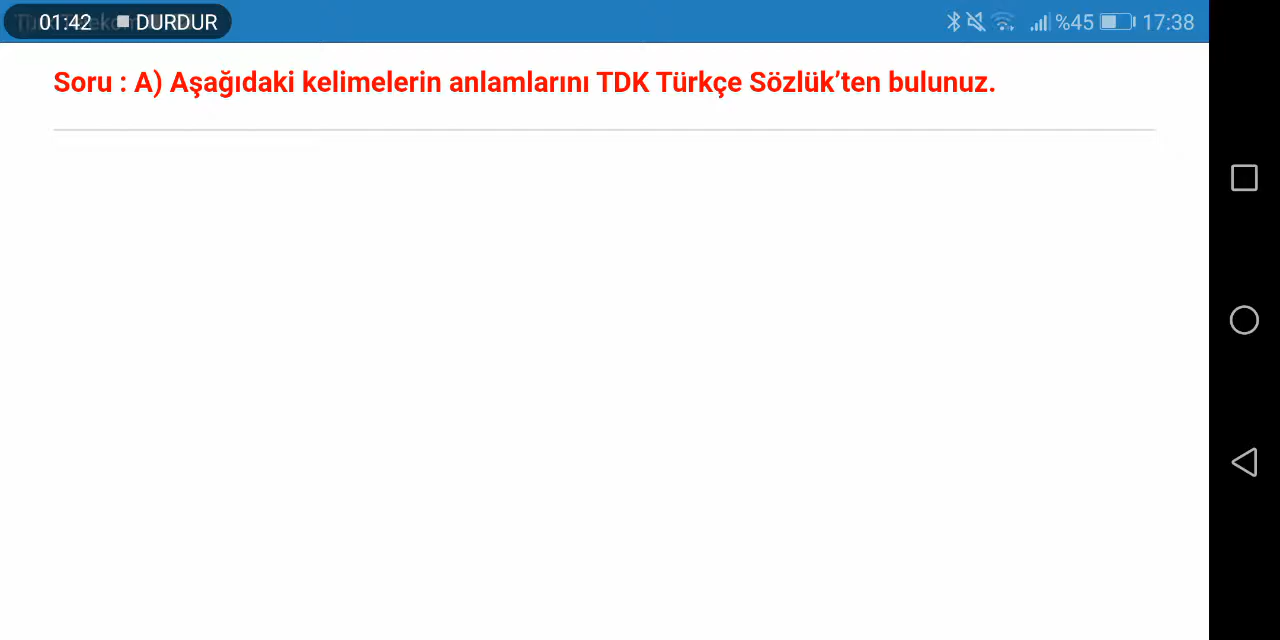 01:42 DURDUR %45 17:38
Soru : A) Aşağıdaki kelimelerin anlamlarını TDK Türkçe Sözlük’ten bulunuz.